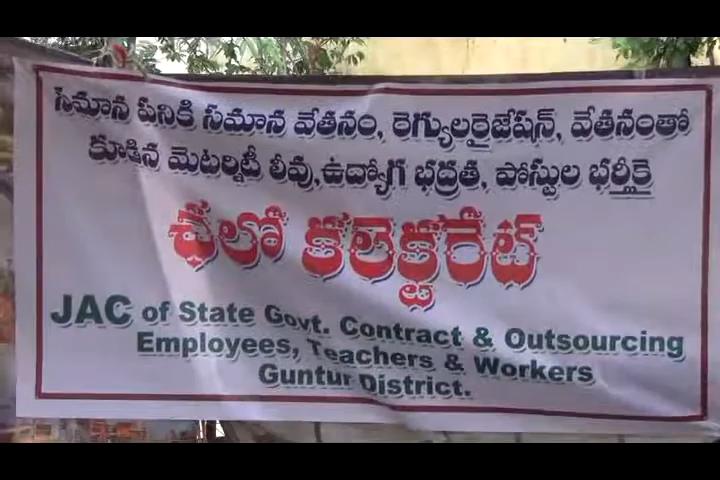 సమాన పనికి సమాన వేతనం, రెగ్యులరైజేషన్, వేతనంతో
కూడిన మెటర్నిటీ లీవు,ఉద్యోగ భద్రత, పోస్టుల భర్తీకై
ఛలో కలెక్టరేట్
JAC of State Govt. Contract & Outsourcing
Employees, Teachers & Workers
Guntur District.